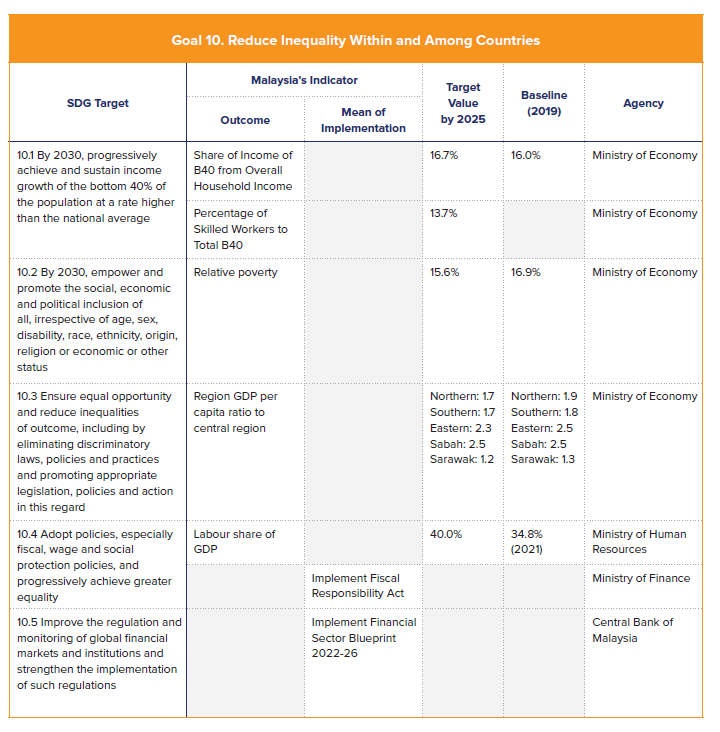 Goal 10. Reduce Inequality Within and Among Countries
SDG Target
Malaysia's Indicator
Outcome
Mean of
Implementation
Target
Value
by 2025
Baseline
(2019)
Agency
10.1 By 2030, progressively
achieve and sustain income
growth of the bottom 40% of
the population at a rate higher
than the national average
Share of Income of
B40 from Overall
Household Income
16.7%
16.0%
Ministry of Economy
Percentage of
Skilled Workers to
Total B40
13.7%
Ministry of Economy
10.2 By 2030, empower and
promote the social, economic
and political inclusion of
all, irrespective of age, sex,
disability, race, ethnicity, origin,
religion or economic or other
status
Relative poverty
15.6%
16.9%
Ministry of Economy
10.3 Ensure equal opportunity
and reduce inequalities
of outcome, including by
eliminating discriminatory
laws, policies and practices
and promoting appropriate
legislation, policies and action
in this regard
Region GDP per
capita ratio to
central region
Northern: 1.7
Southern: 1.7
Eastern: 2.3
Sabah: 2.5
Sarawak: 1.2
Northern: 1.9
Southern: 1.8
Eastern: 2.5
Sabah: 2.5
Sarawak: 1.3
Ministry of Economy
10.4 Adopt policies, especially
fiscal, wage and social
protection policies, and
progressively achieve greater
equality
Labour share of
GDP
40.0%
34.8%
(2021)
Ministry of Human
Resources
Implement Fiscal
Responsibility Act
Ministry of Finance
10.5 Improve the regulation and
monitoring of global financial
markets and institutions and
strengthen the implementation
of such regulations
Implement Financial
Sector Blueprint
2022-26
Central Bank of
Malaysia